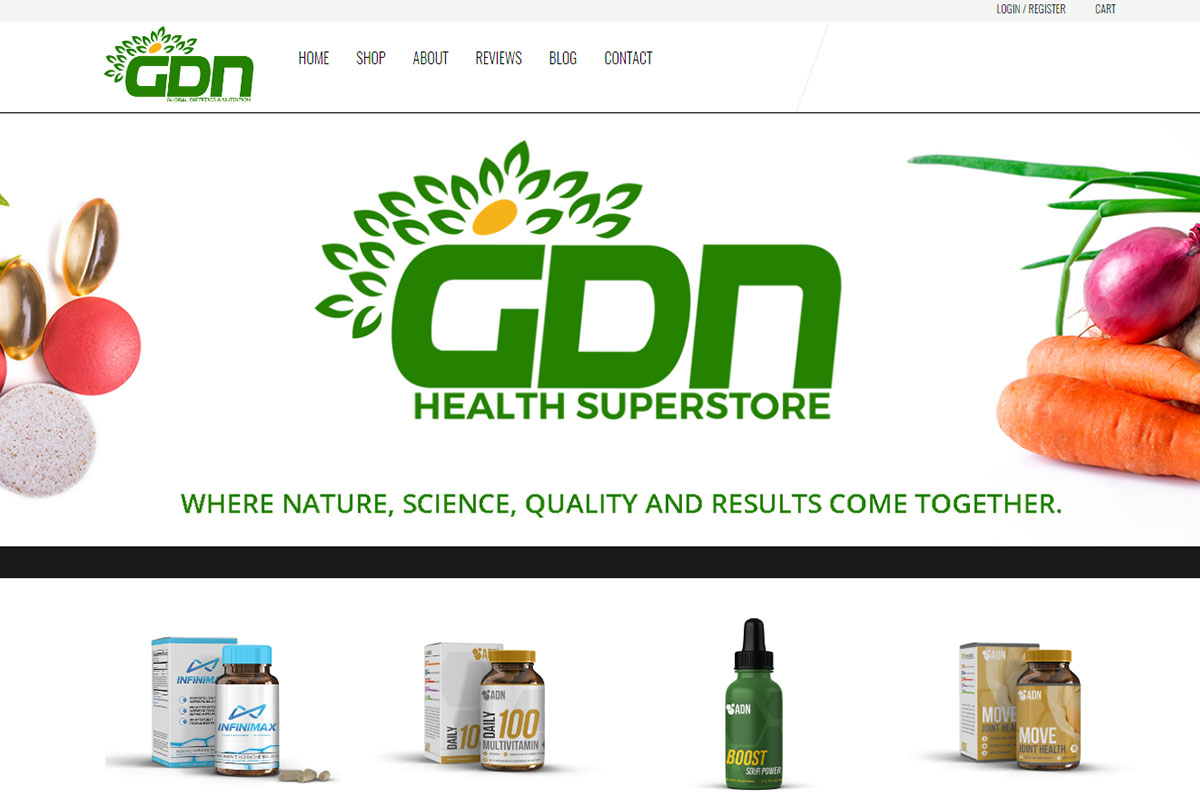 LOGIN / REGISTER CART
GDN
GLOBAL DIETETICS & NUTRITION
HOME SHOP ABOUT REVIEWS BLOG CONTACT
GDN
HEALTH SUPERSTORE
WHERE NATURE, SCIENCE, QUALITY AND RESULTS COME TOGETHER.
INFINIMAX
INFINIMAX
ADN
DAILY
ADN
DAILY 100
MULTIVITAMIN
ADN
BOOST
SOUR POWER
ADN
MOVE
ADN
MOVE
JOINT HEALTH